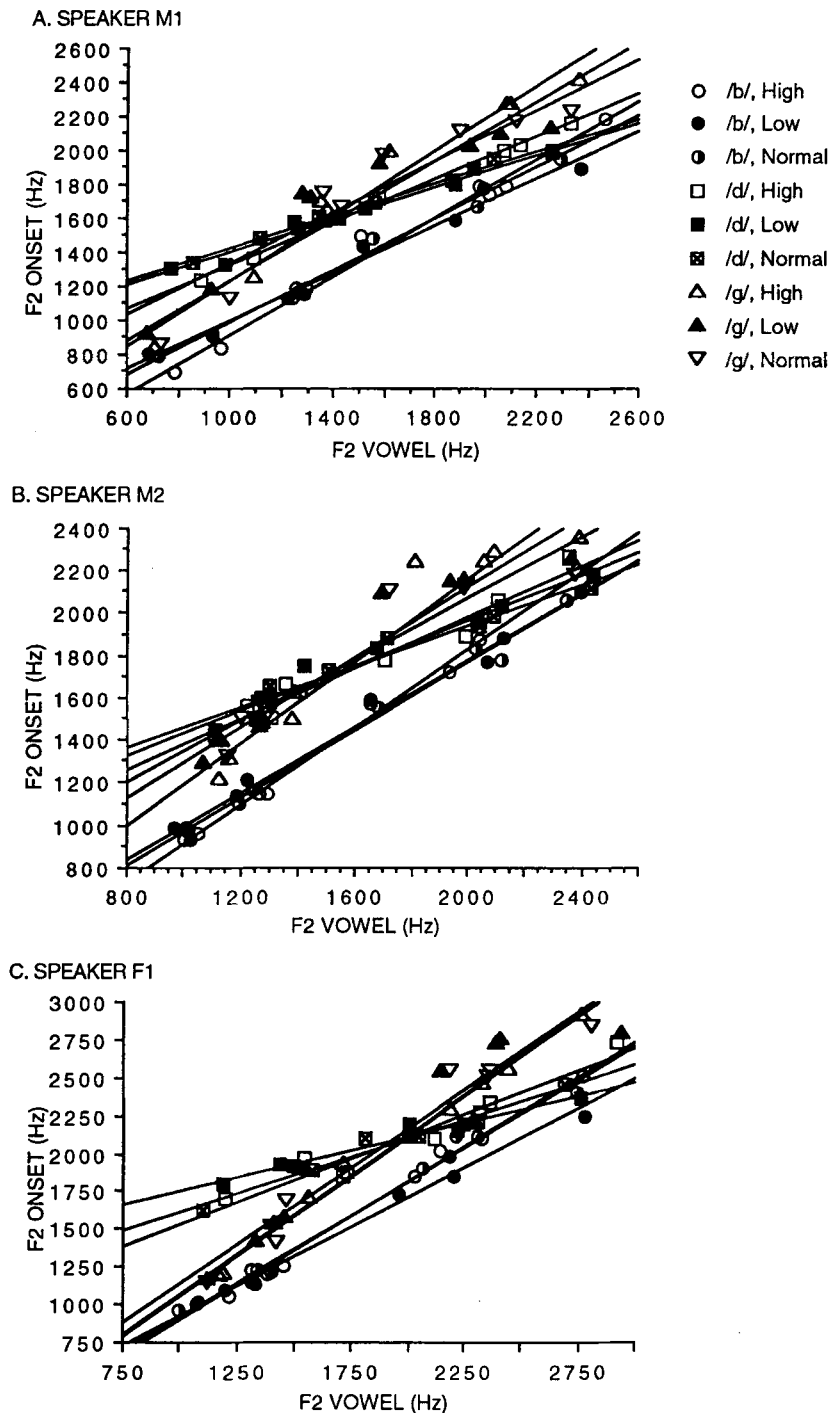 A. SPEAKER M1
F2 ONSET (Hz)
2600
2400
2200
2000
1800
1600
1400
1200
1000
800
600
600 1000 1400 1800 2200 2600
F2 VOWEL (Hz)
/b/, High
/b/, Low
/b/, Normal
/d/, High
/d/, Low
/d/, Normal
/g/, High
/g/, Low
/g/, Normal
B. SPEAKER M2
F2 ONSET (Hz)
2400
2200
2000
1800
1600
1400
1200
1000
800
800 1200 1600 2000 2400
F2 VOWEL (Hz)
C. SPEAKER F1
F2 ONSET (Hz)
3000
2750
2500
2250
2000
1750
1500
1250
1000
750
750 1250 1750 2250 2750
F2 VOWEL (Hz)